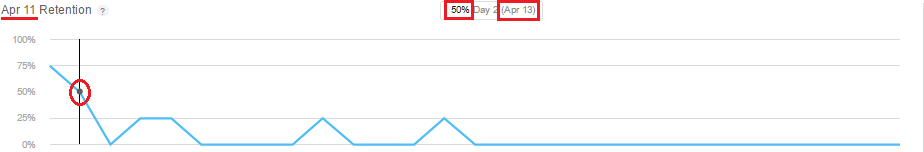 Apr 11 Retention ?
50% Day 2 (Apr 13)
100%
75%
50%
25%
0%